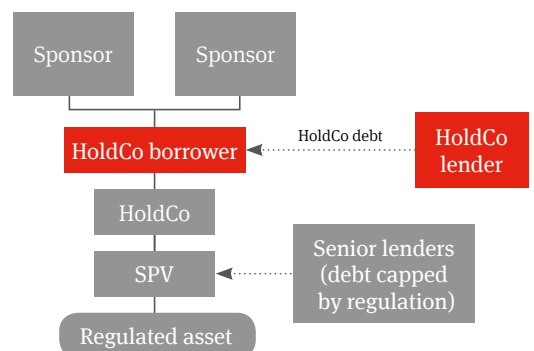 Sponsor
Sponsor
HoldCo borrower
HoldCo debt
HoldCo
lender
HoldCo
SPV
Senior lenders
(debt capped
by regulation)
Regulated asset